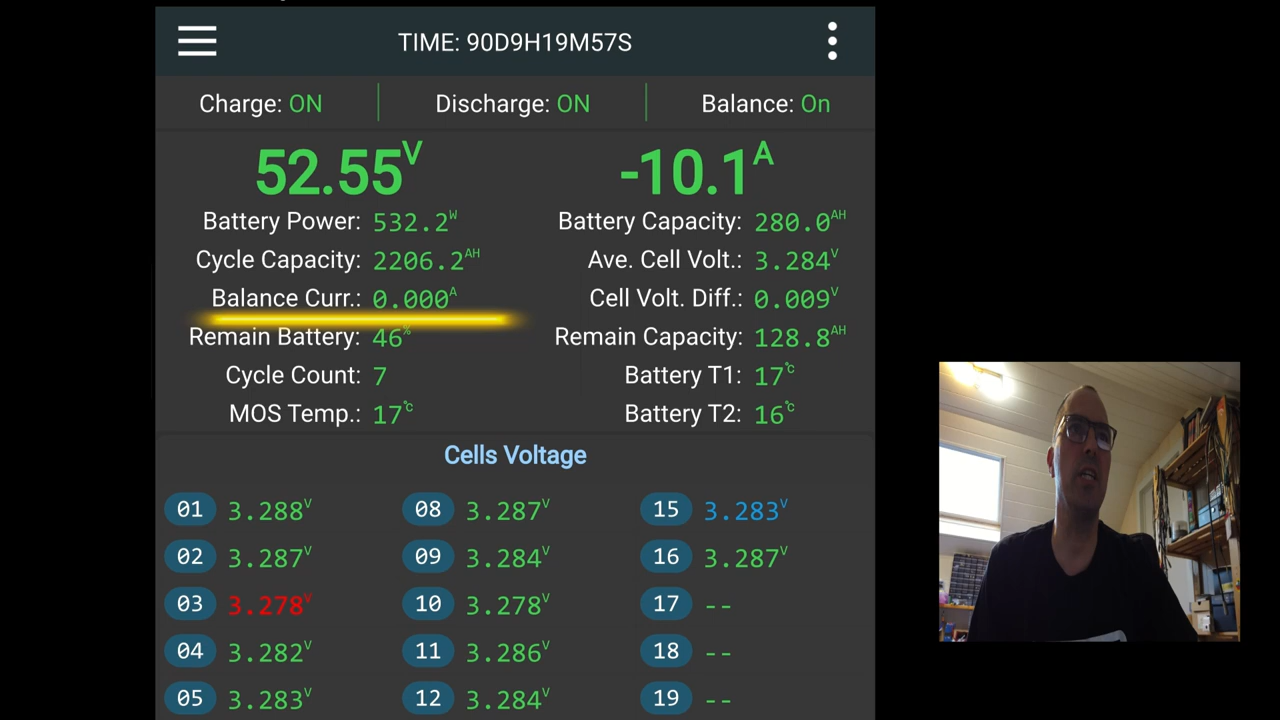 TIME: 90D9H19M57S
Charge: ON Discharge: ON Balance: On
52.55V -10.1A
Battery Power: 532.2W Battery Capacity: 280.0AH
Cycle Capacity: 2206.2AH Ave. Cell Volt.: 3.284V
Balance Curr.: 0.000A Cell Volt. Diff.: 0.009V
Remain Battery: 46% Remain Capacity: 128.8AH
Cycle Count: 7 Battery T1: 17℃
MOS Temp.: 17℃ Battery T2: 16℃
Cells Voltage
01 3.288V 08 3.287V 15 3.283V
02 3.287V 09 3.284V 16 3.287V
03 3.278V 10 3.278V 17 --
04 3.282V 11 3.286V 18 --
05 3.283V 12 3.284V 19 --